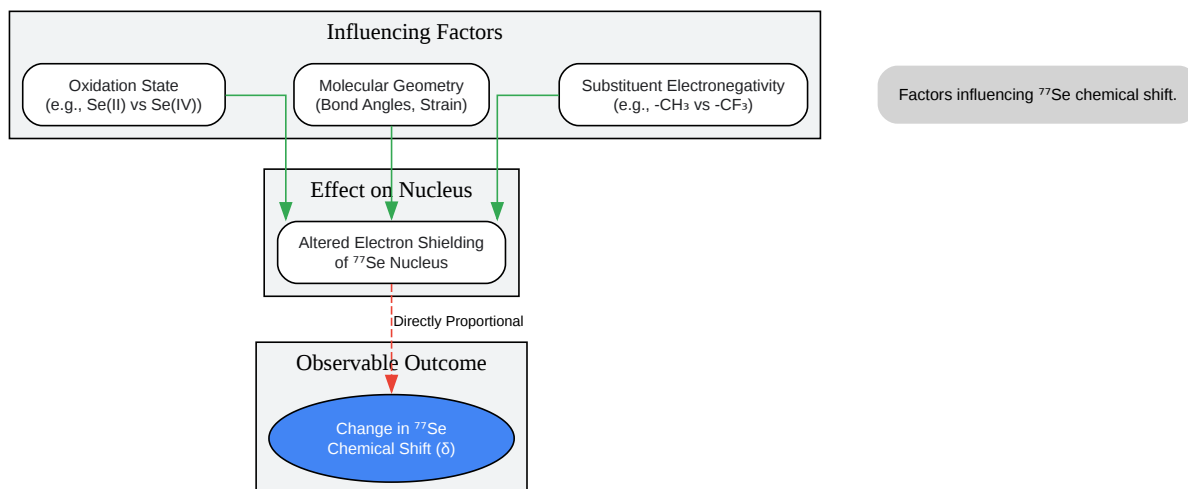 Influencing Factors
Oxidation State
(e.g., Se(II) vs Se(IV))
Molecular Geometry
(Bond Angles, Strain)
Substituent Electronegativity
(e.g., -CH₃ vs -CF₃)
Factors influencing ⁷⁷Se chemical shift.
Effect on Nucleus
Altered Electron Shielding
of ⁷⁷Se Nucleus
Directly Proportional
Observable Outcome
Change in ⁷⁷Se
Chemical Shift (δ)